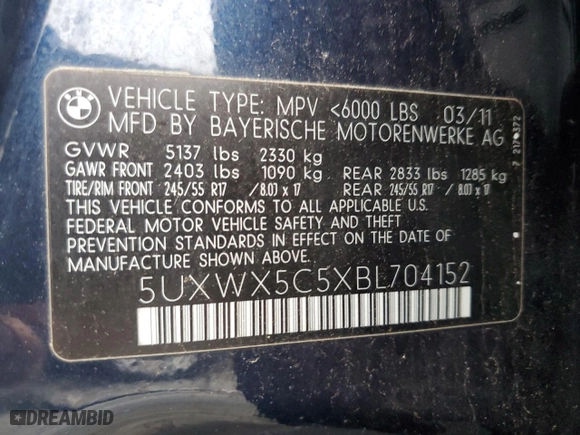 BMW
VEHICLE TYPE: MPV <6000 LBS 03/11
MFD BY BAYERISCHE MOTORENWERKE AG
GVWR 5137 lbs 2330 kg
GAWR FRONT 2403 lbs 1090 kg REAR 2833 lbs 1285 kg
TIRE/RIM FRONT 245/55 R17 / 8.0J x 17 REAR 245/55 R17 / 8.0J x 17
THIS VEHICLE CONFORMS TO ALL APPLICABLE U.S.
FEDERAL MOTOR VEHICLE SAFETY AND THEFT
PREVENTION STANDARDS IN EFFECT ON THE DATE OF
MANUFACTURE SHOWN ABOVE.
5UXWX5C5XBL704152
DREAMBID